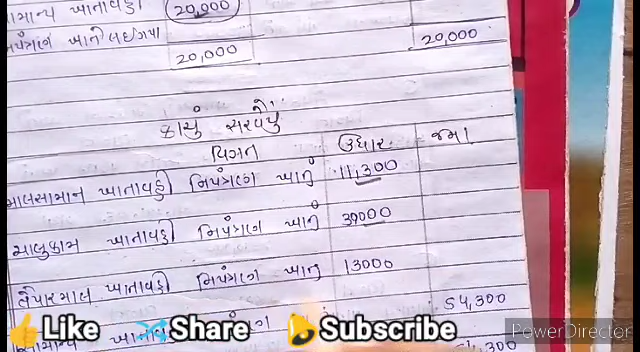 સામાન્ય ખાતાવહી 20,000
નિયંત્રણ ખાતે લઈ ગયા 20,000
20,000
કાચું સરવૈયું
વિગત ઉધાર જમા
માલસામાન ખાતાવહી નિયંત્રણ ખાનું 11,300
ચાલુકામ ખાતાવહી નિયંત્રણ ખાનું 30000
તૈયારમાલ ખાતાવહી નિયંત્રણ ખાનું 13000
54,300
Like Share Subscribe
PowerDirector